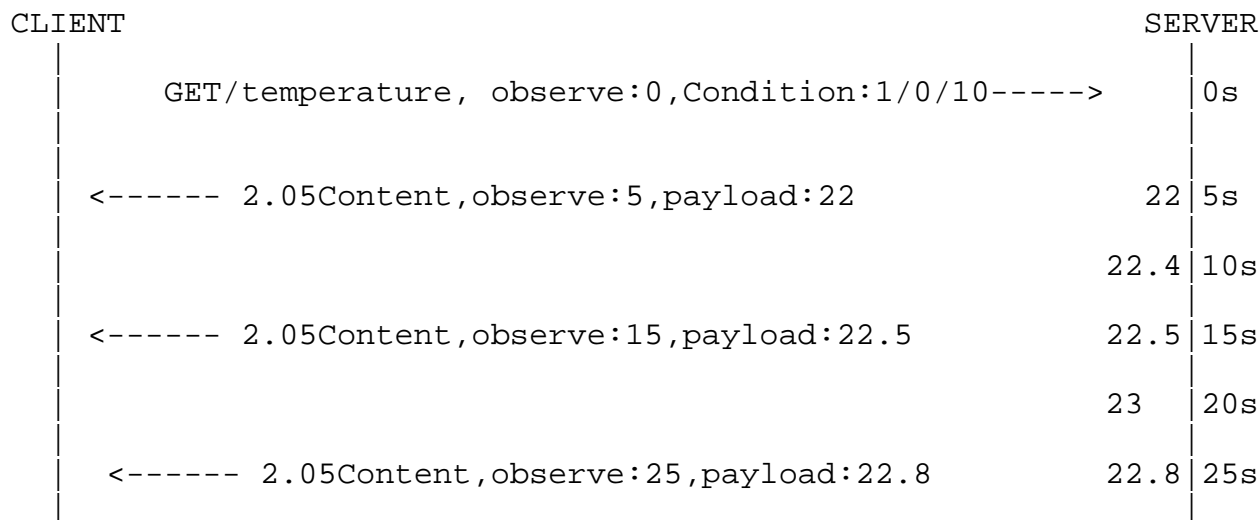 CLIENT SERVER
GET/temperature, observe:0,Condition:1/0/10-----> |0s
<------ 2.05Content,observe:5,payload:22 22|5s
22.4|10s
<------ 2.05Content,observe:15,payload:22.5 22.5|15s
23 |20s
<------ 2.05Content,observe:25,payload:22.8 22.8|25s